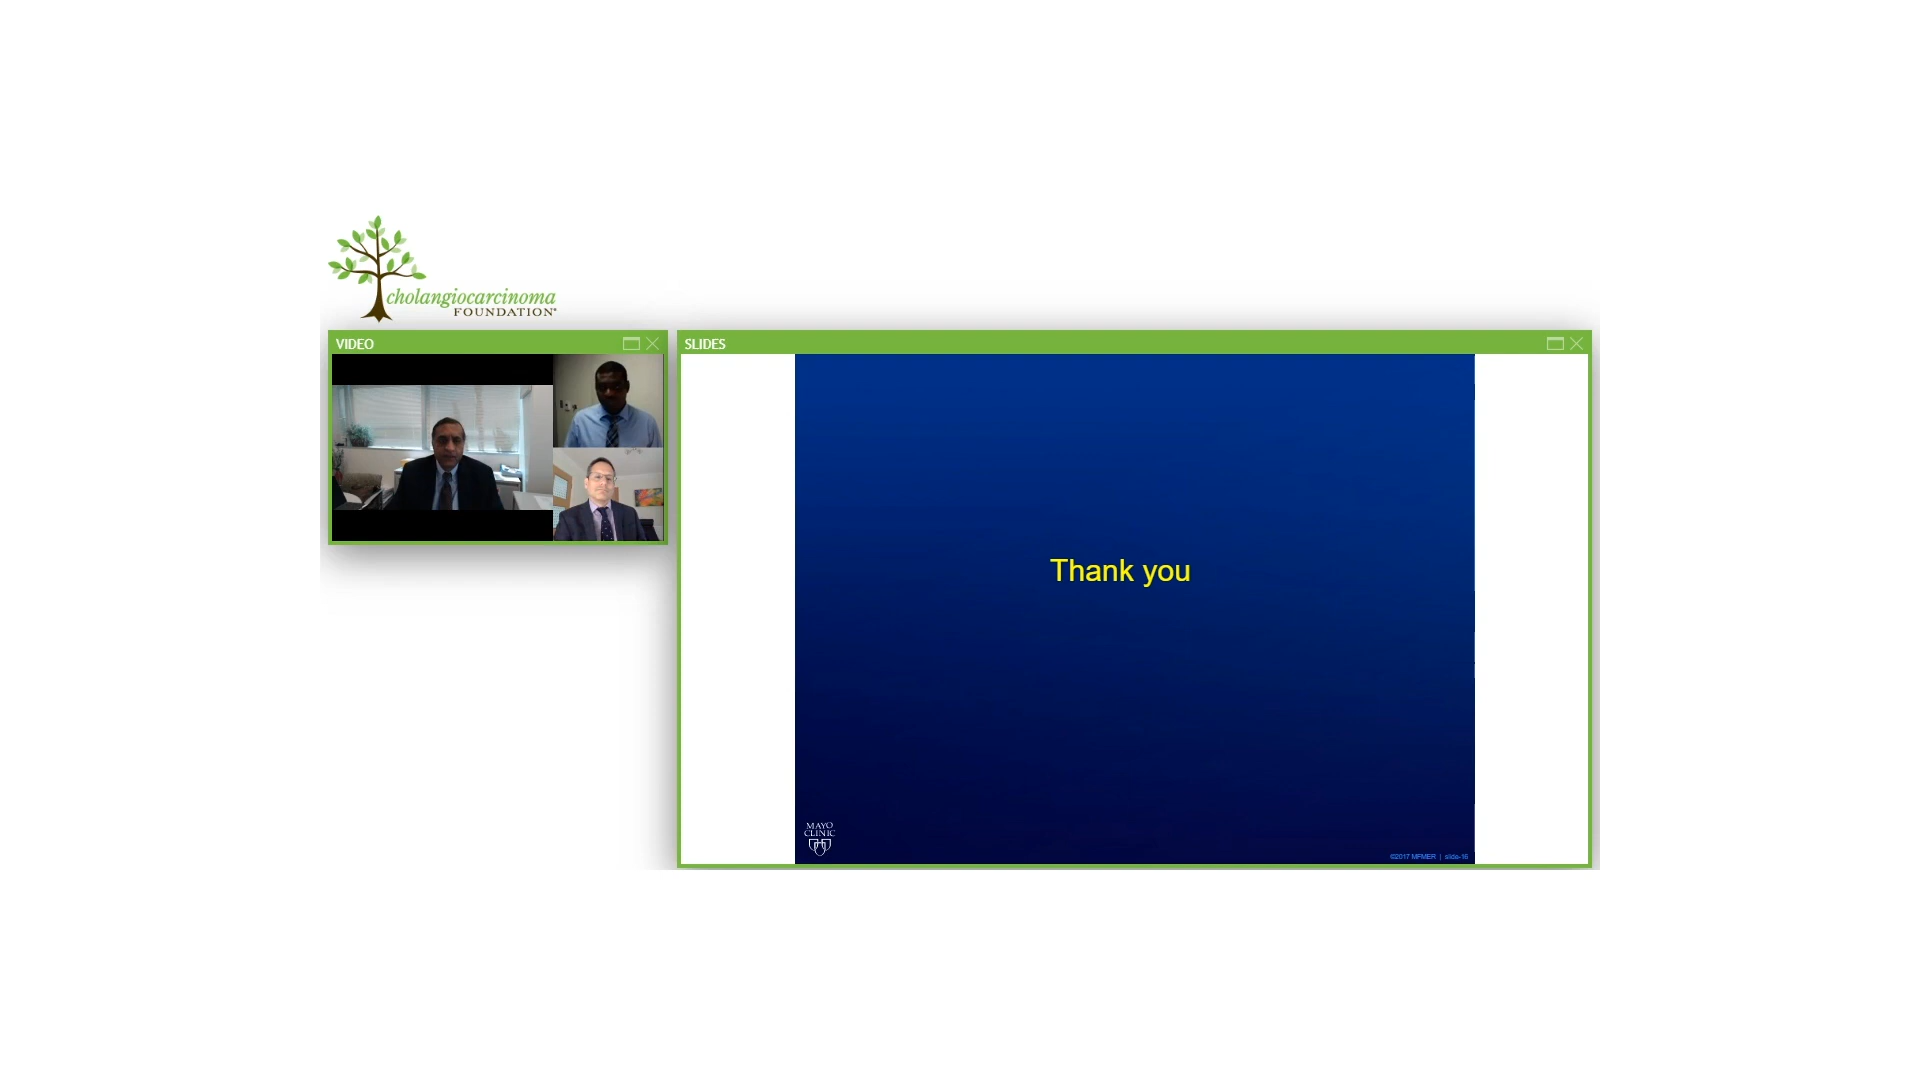 cholangiocarcinoma
FOUNDATION®
VIDEO
SLIDES
Thank you
MAYO
CLINIC
©2017 MFMER | slide-16